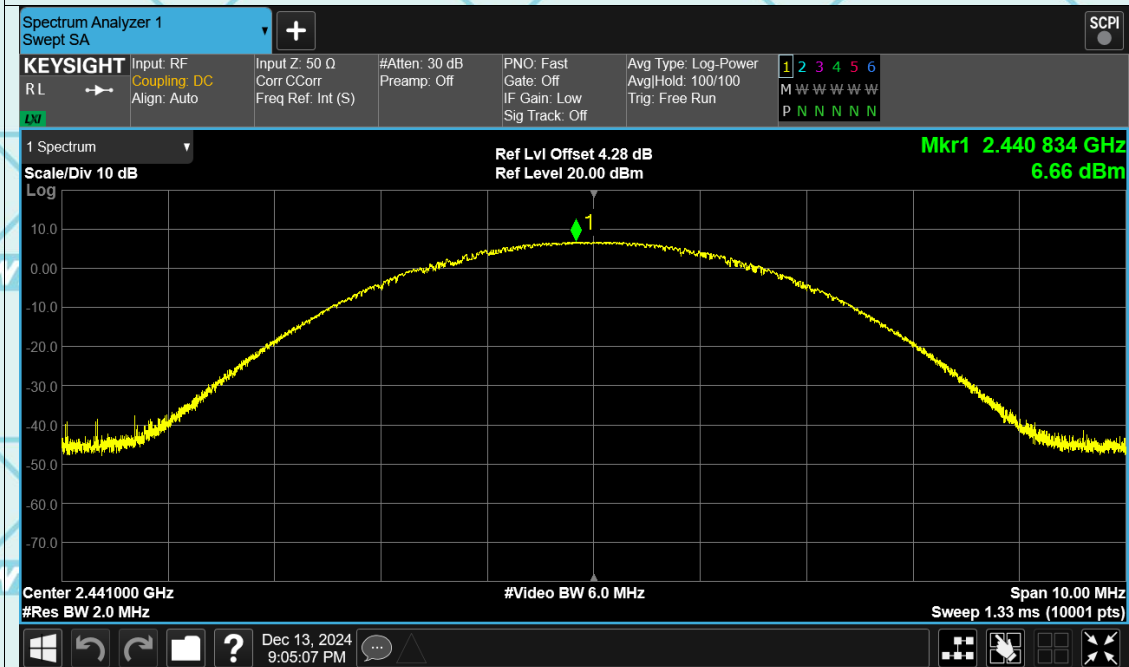 Spectrum Analyzer 1
Swept SA
+
SCPI
KEYSIGHT
RL
LXI
Input: RF
Coupling: DC
Align: Auto
Input Z: 50 Ω
Corr CCorr
Freq Ref: Int (S)
#Atten: 30 dB
Preamp: Off
PNO: Fast
Gate: Off
IF Gain: Low
Sig Track: Off
Avg Type: Log-Power
Avg|Hold: 100/100
Trig: Free Run
1 2 3 4 5 6
M W W W W W
P N N N N N
1 Spectrum
Scale/Div 10 dB
Log
Ref Lvl Offset 4.28 dB
Ref Level 20.00 dBm
Mkr1 2.440 834 GHz
6.66 dBm
1
10.0
0.00
-10.0
-20.0
-30.0
-40.0
-50.0
-60.0
-70.0
Center 2.441000 GHz
#Res BW 2.0 MHz
#Video BW 6.0 MHz
Span 10.00 MHz
Sweep 1.33 ms (10001 pts)
?
Dec 13, 2024
9:05:07 PM